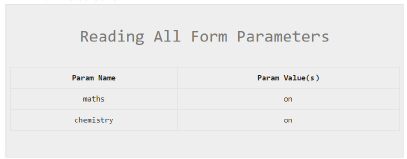 Reading All Form Parameters
Param Name Param Value(s)
maths on
chemistry on